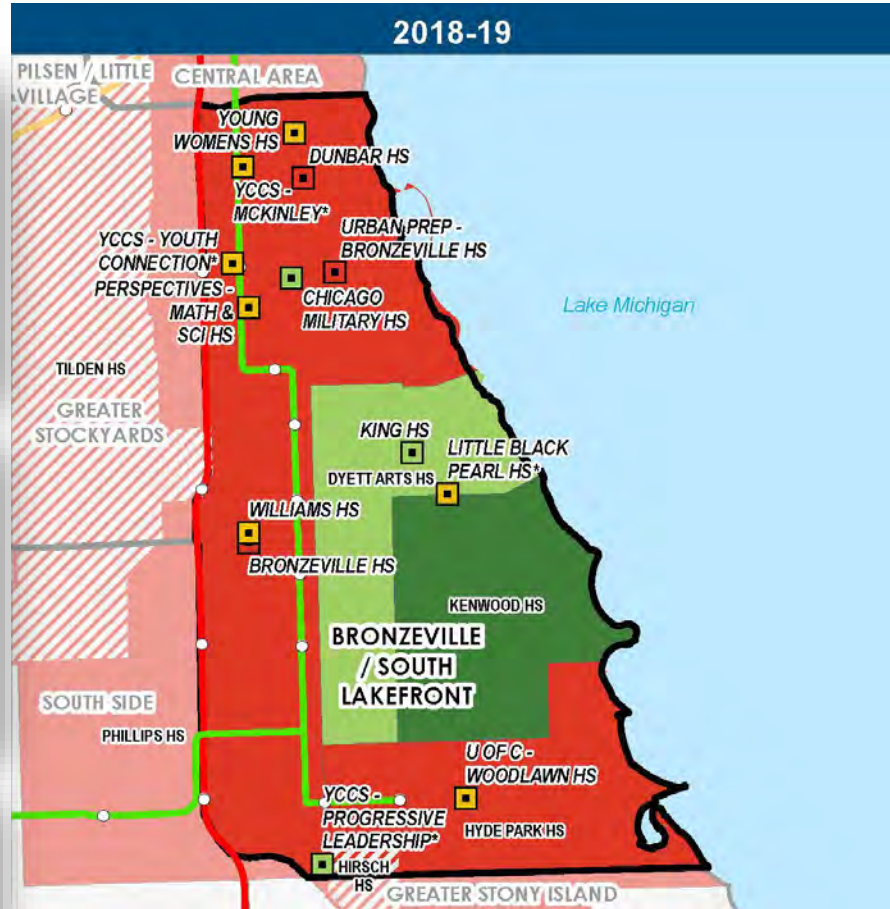 2018-19
PILSEN / LITTLE
VILLAGE
CENTRAL AREA
YOUNG
WOMENS HS
DUNBAR HS
YCCS -
MCKINLEY*
URBAN PREP -
BRONZEVILLE HS
YCCS - YOUTH
CONNECTION*
PERSPECTIVES -
MATH &
SCI HS
CHICAGO
MILITARY HS
Lake Michigan
TILDEN HS
GREATER
STOCKYARDS
KING HS
LITTLE BLACK
PEARL HS*
DYETT ARTS HS
WILLIAMS HS
BRONZEVILLE HS
KENWOOD HS
BRONZEVILLE
/ SOUTH
LAKEFRONT
SOUTH SIDE
PHILLIPS HS
U OF C -
WOODLAWN HS
YCCS -
PROGRESSIVE
LEADERSHIP*
HYDE PARK HS
HIRSCH
HS
GREATER STONY ISLAND